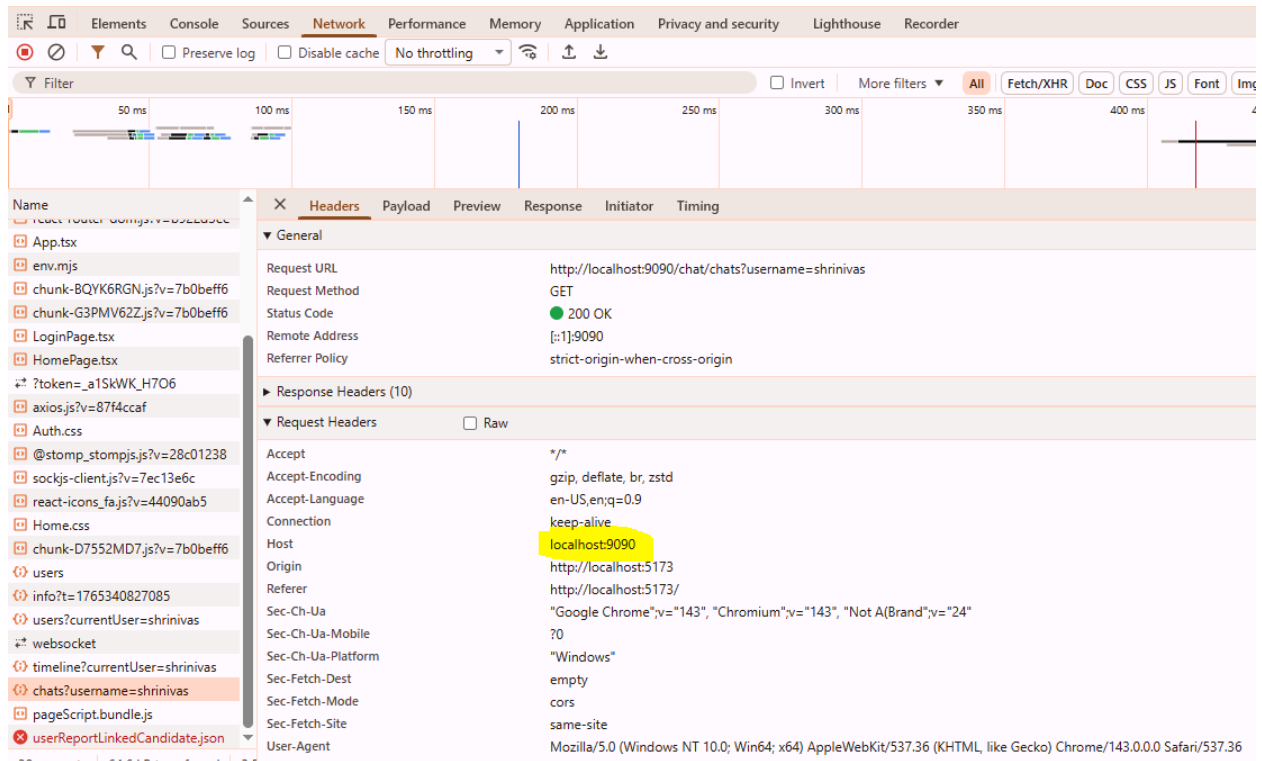 Elements Console Sources Network Performance Memory Application Privacy and security Lighthouse Recorder
Preserve log Disable cache No throttling
Filter Invert More filters ▼ All Fetch/XHR Doc CSS JS Font
50 ms 100 ms 150 ms 200 ms 250 ms 300 ms 350 ms 400 ms
Name
App.tsx
env.mjs
chunk-BQYK6RGN.js?v=7b0beff6
chunk-G3PMV62Z.js?v=7b0beff6
LoginPage.tsx
HomePage.tsx
?token=_a1SkWK_H7O6
axios.js?v=87f4ccaf
Auth.css
@stomp_stompjs.js?v=28c01238
sockjs-client.js?v=7ec13e6c
react-icons_fa.js?v=44090ab5
Home.css
chunk-D7552MD7.js?v=7b0beff6
users
info?t=1765340827085
users?currentUser=shrinivas
websocket
timeline?currentUser=shrinivas
chats?username=shrinivas
pageScript.bundle.js
userReportLinkedCandidate.json
Headers Payload Preview Response Initiator Timing
▼ General
Request URL http://localhost:9090/chat/chats?username=shrinivas
Request Method GET
Status Code 200 OK
Remote Address [::1]:9090
Referrer Policy strict-origin-when-cross-origin
▶ Response Headers (10)
▼ Request Headers Raw
Accept */*
Accept-Encoding gzip, deflate, br, zstd
Accept-Language en-US,en;q=0.9
Connection keep-alive
Host localhost:9090
Origin http://localhost:5173
Referer http://localhost:5173/
Sec-Ch-Ua "Google Chrome";v="143", "Chromium";v="143", "Not A(Brand";v="24"
Sec-Ch-Ua-Mobile ?0
Sec-Ch-Ua-Platform "Windows"
Sec-Fetch-Dest empty
Sec-Fetch-Mode cors
Sec-Fetch-Site same-site
User-Agent Mozilla/5.0 (Windows NT 10.0; Win64; x64) AppleWebKit/537.36 (KHTML, like Gecko) Chrome/143.0.0.0 Safari/537.36